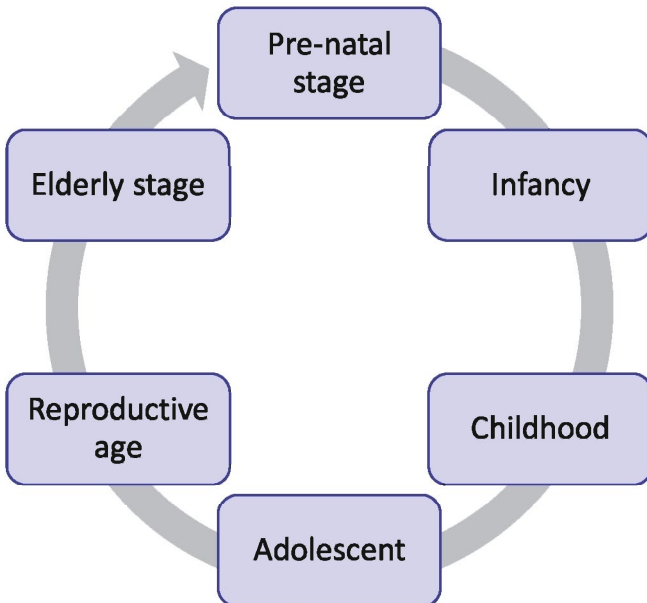 Pre-natal
stage
Infancy
Childhood
Adolescent
Reproductive
age
Elderly stage